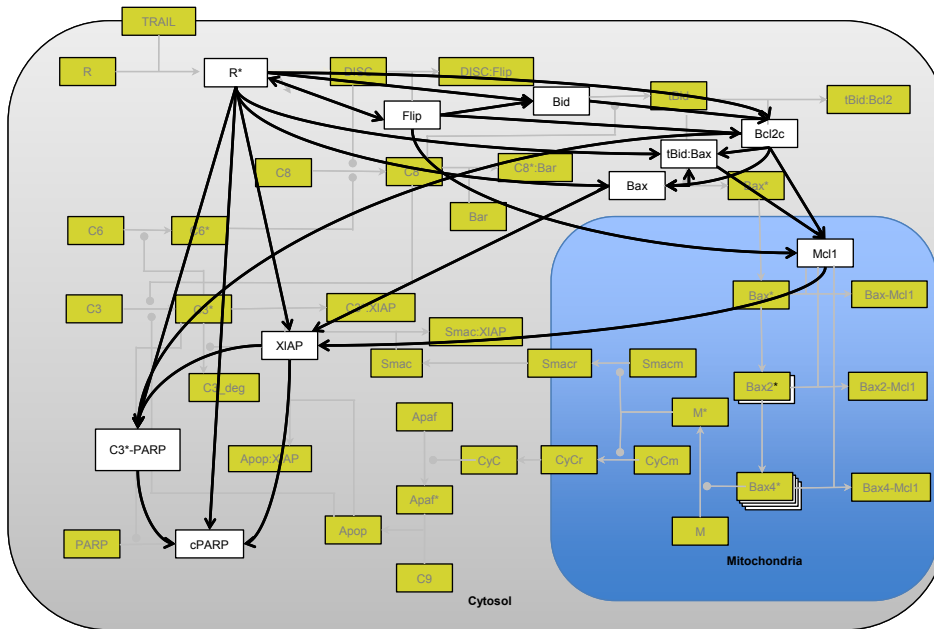 TRAIL
R
R*
DISC
DISC:Flip
Flip
Bid
tBid
tBid:Bcl2
Bcl2c
tBid:Bax
C8
C8*
C8*:Bar
Bax
Bax*
Bar
C6
C6*
Mcl1
C3
C3*
C3*:XIAP
Bax*
Bax-Mcl1
XIAP
Smac:XIAP
Smac
Smacr
Smacm
C3_deg
Bax2*
Bax2-Mcl1
Apaf
M*
C3*-PARP
Apop:XIAP
CyC
CyCr
CyCm
Bax4*
Bax4-Mcl1
Apaf*
PARP
cPARP
Apop
M
Mitochondria
C9
Cytosol